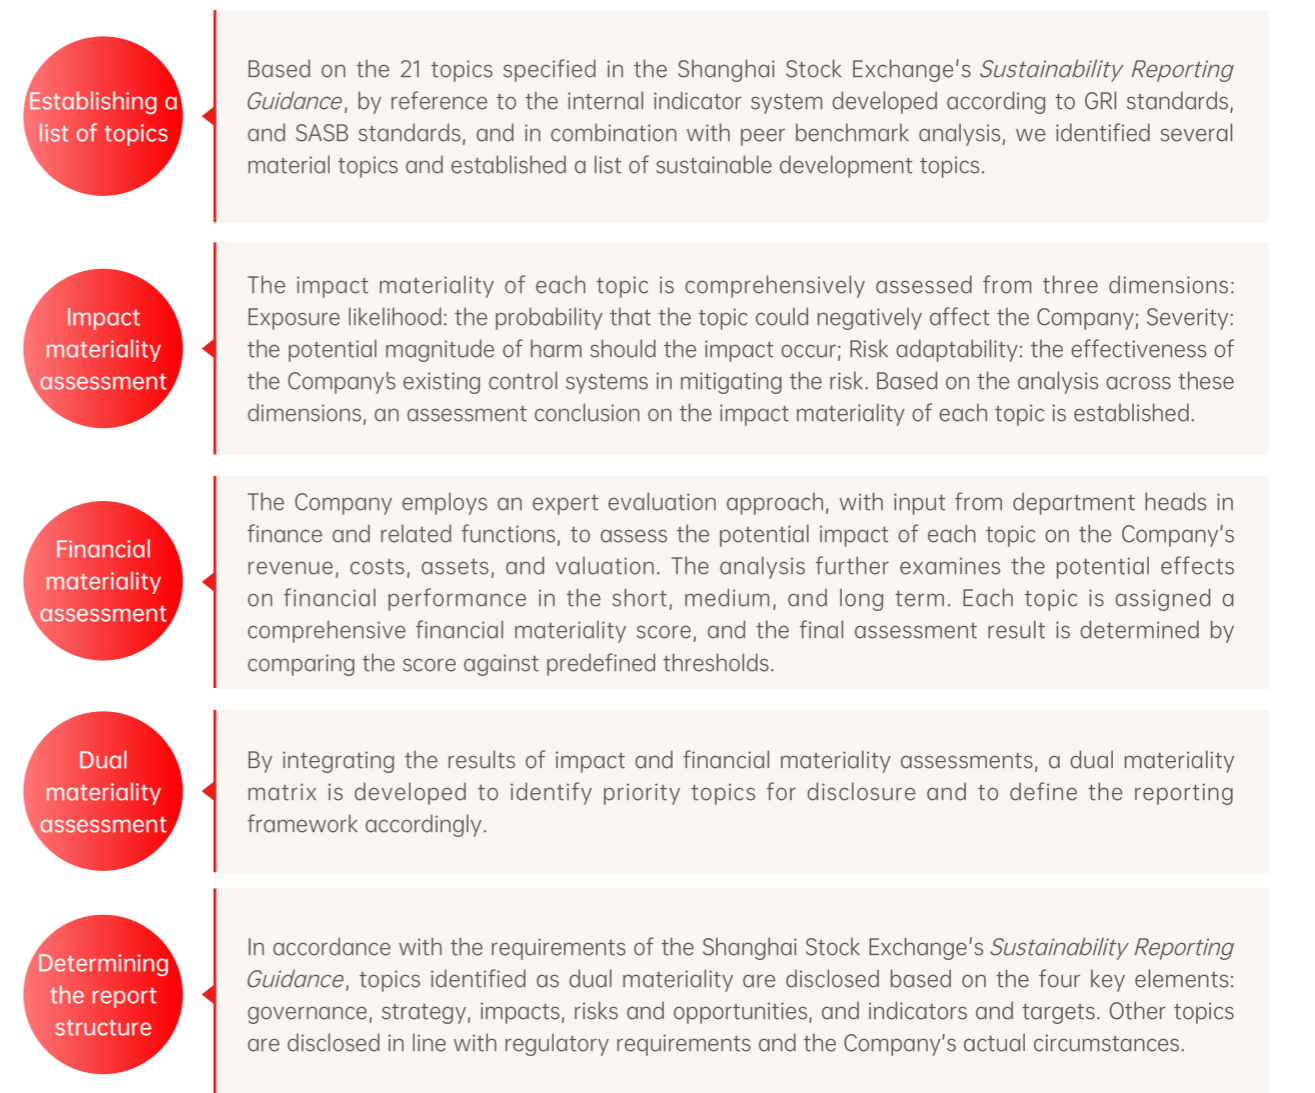 Establishing a
list of topics
Based on the 21 topics specified in the Shanghai Stock Exchange's Sustainability Reporting
Guidance, by reference to the internal indicator system developed according to GRI standards,
and SASB standards, and in combination with peer benchmark analysis, we identified several
material topics and established a list of sustainable development topics.
Impact
materiality
assessment
The impact materiality of each topic is comprehensively assessed from three dimensions:
Exposure likelihood: the probability that the topic could negatively affect the Company; Severity:
the potential magnitude of harm should the impact occur; Risk adaptability: the effectiveness of
the Company's existing control systems in mitigating the risk. Based on the analysis across these
dimensions, an assessment conclusion on the impact materiality of each topic is established.
Financial
materiality
assessment
The Company employs an expert evaluation approach, with input from department heads in
finance and related functions, to assess the potential impact of each topic on the Company's
revenue, costs, assets, and valuation. The analysis further examines the potential effects
on financial performance in the short, medium, and long term. Each topic is assigned a
comprehensive financial materiality score, and the final assessment result is determined by
comparing the score against predefined thresholds.
Dual
materiality
assessment
By integrating the results of impact and financial materiality assessments, a dual materiality
matrix is developed to identify priority topics for disclosure and to define the reporting
framework accordingly.
Determining
the report
structure
In accordance with the requirements of the Shanghai Stock Exchange's Sustainability Reporting
Guidance, topics identified as dual materiality are disclosed based on the four key elements:
governance, strategy, impacts, risks and opportunities, and indicators and targets. Other topics
are disclosed in line with regulatory requirements and the Company's actual circumstances.